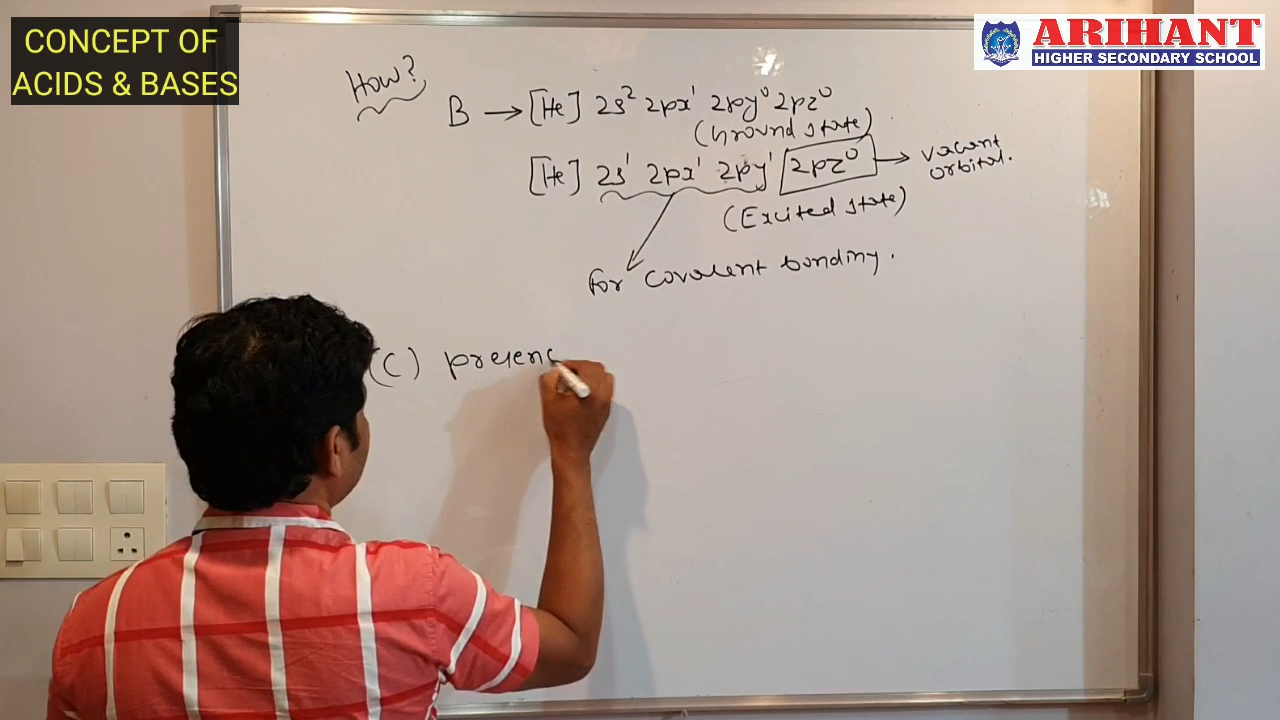 CONCEPT OF
ACIDS & BASES
ARIHANT
HIGHER SECONDARY SCHOOL
How?
B → [He] 2s² 2px¹ 2py⁰ 2pz⁰
(Ground state)
[He] 2s¹ 2px¹ 2py¹ 2pz⁰ → vacant
orbital.
(Excited state)
for covalent bonding.
(C) presenc